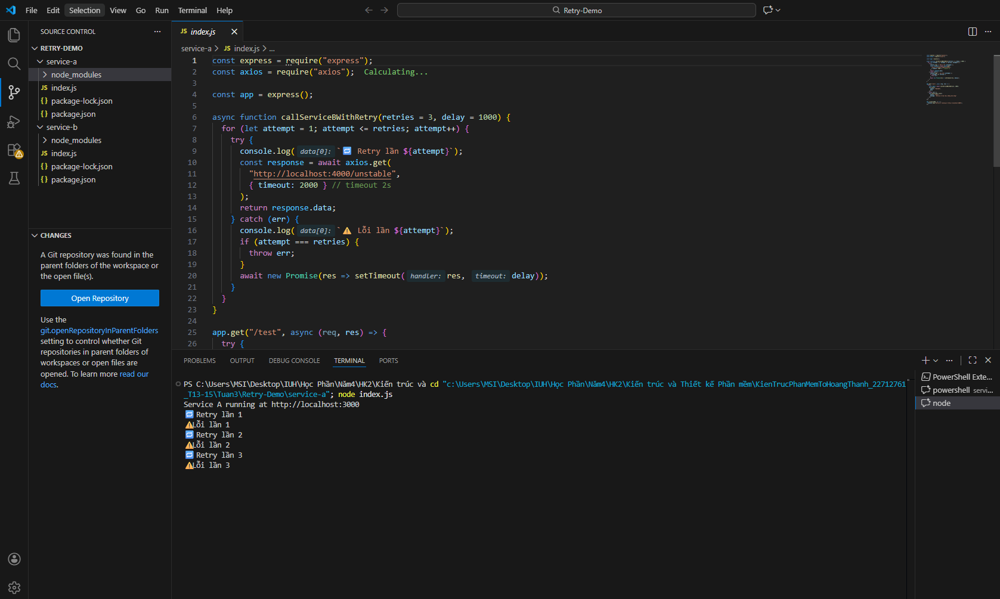 File Edit Selection View Go Run Terminal Help
Retry-Demo
SOURCE CONTROL
RETRY-DEMO
service-a
node_modules
JS index.js
{} package-lock.json
{} package.json
service-b
node_modules
JS index.js
{} package-lock.json
{} package.json
CHANGES
A Git repository was found in the
parent folders of the workspace or
the open file(s).
Open Repository
Use the
git.openRepositoryInParentFolders
setting to control whether Git
repositories in parent folders of
workspaces or open files are
opened. To learn more read our
docs.
JS index.js
service-a > JS index.js > ...
1 const express = require("express");
2 const axios = require("axios"); Calculating...
3
4 const app = express();
5
6 async function callServiceBWithRetry(retries = 3, delay = 1000) {
7 for (let attempt = 1; attempt <= retries; attempt++) {
8 try {
9 console.log( data[0]: `🔁 Retry lần ${attempt}`);
10 const response = await axios.get(
11 "http://localhost:4000/unstable",
12 { timeout: 2000 } // timeout 2s
13 );
14 return response.data;
15 } catch (err) {
16 console.log( data[0]: `⚠️ Lỗi lần ${attempt}`);
17 if (attempt === retries) {
18 throw err;
19 }
20 await new Promise(res => setTimeout( handler: res, timeout: delay));
21 }
22 }
23 }
24
25 app.get("/test", async (req, res) => {
26 try {
PROBLEMS OUTPUT DEBUG CONSOLE TERMINAL PORTS
PS C:\Users\MSI\Desktop\IUH\Học Phần\Năm4\HK2\Kiến trúc và cd "c:\Users\MSI\Desktop\IUH\Học Phần\Năm4\HK2\Kiến trúc và Thiết kế Phần mềm\KienTrucPhanMemToHoangThanh_22712761
_T13-15\Tuan3\Retry-Demo\service-a"; node index.js
Service A running at http://localhost:3000
🔁 Retry lần 1
⚠️Lỗi lần 1
🔁 Retry lần 2
⚠️Lỗi lần 2
🔁 Retry lần 3
⚠️Lỗi lần 3
PowerShell Exte...
powershell servi...
node